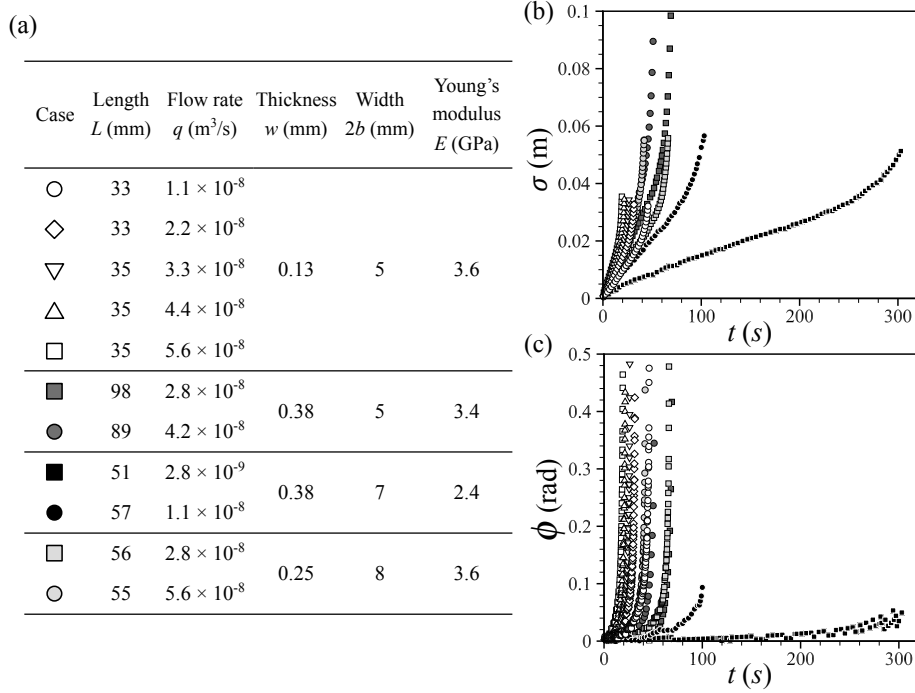 (a)
Case Length L (mm) Flow rate q (m³/s) Thickness w (mm) Width 2b (mm) Young's modulus E (GPa)
33 1.1 × 10⁻⁸
33 2.2 × 10⁻⁸
35 3.3 × 10⁻⁸ 0.13 5 3.6
35 4.4 × 10⁻⁸
35 5.6 × 10⁻⁸
98 2.8 × 10⁻⁸
0.38 5 3.4
89 4.2 × 10⁻⁸
51 2.8 × 10⁻⁹
0.38 7 2.4
57 1.1 × 10⁻⁸
56 2.8 × 10⁻⁸
0.25 8 3.6
55 5.6 × 10⁻⁸
(b)
0.1
0.08
0.06
0.04
0.02
0
σ (m)
0 100 200 300
t (s)
(c)
0.5
0.4
0.3
0.2
0.1
0
ϕ (rad)
0 100 200 300
t (s)